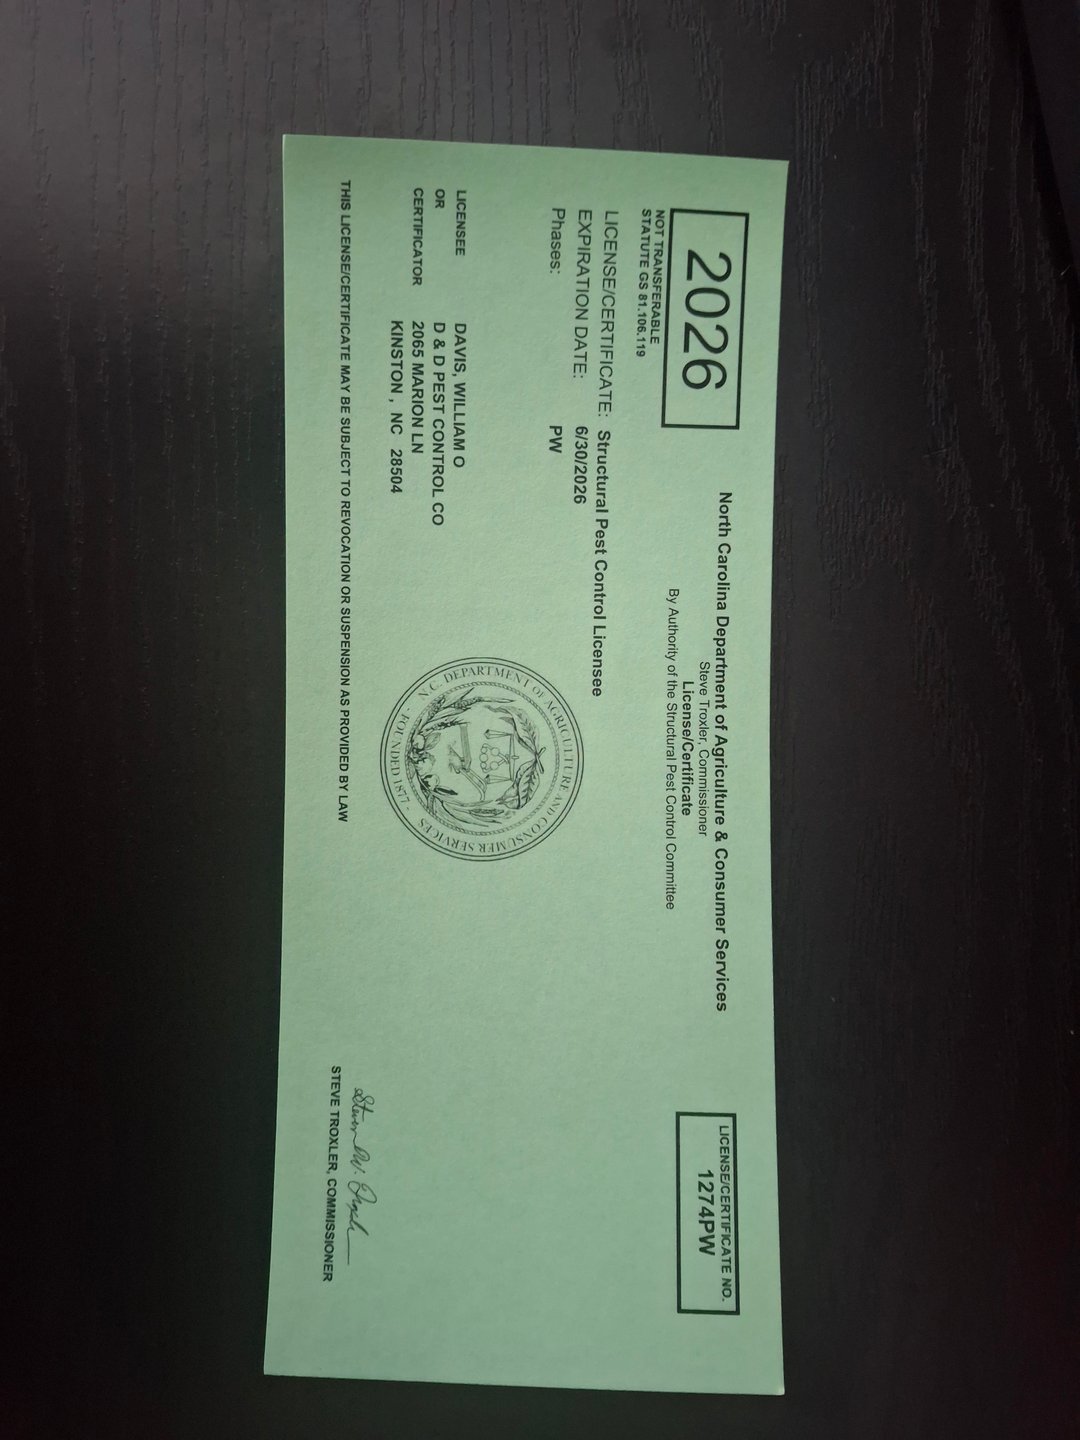 2026
NOT TRANSFERABLE
STATUTE GS 81.106.119
North Carolina Department of Agriculture & Consumer Services
Steve Troxler, Commissioner
License/Certificate
By Authority of the Structural Pest Control Committee
LICENSE/CERTIFICATE NO.
1274PW
LICENSE/CERTIFICATE: Structural Pest Control Licensee
EXPIRATION DATE: 6/30/2026
Phases: PW
LICENSEE DAVIS, WILLIAM O
OR D & D PEST CONTROL CO
CERTIFICATOR 2065 MARION LN
KINSTON , NC 28504
N.C. DEPARTMENT OF AGRICULTURE AND CONSUMER SERVICES
· FOUNDED 1877 ·
THIS LICENSE/CERTIFICATE MAY BE SUBJECT TO REVOCATION OR SUSPENSION AS PROVIDED BY LAW
Steven W. Troxler
STEVE TROXLER, COMMISSIONER